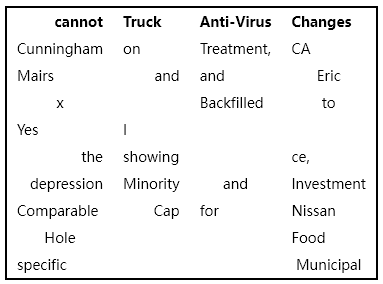 cannot Truck Anti-Virus Changes
Cunningham on Treatment, CA
Mairs and and Eric
x Backfilled to
Yes I
the showing ce,
depression Minority and Investment
Comparable Cap for Nissan
Hole Food
specific Municipal